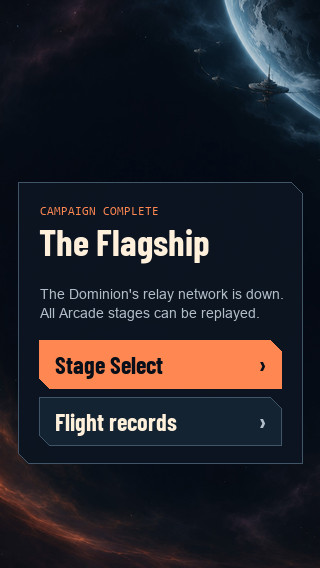 CAMPAIGN COMPLETE
The Flagship
The Dominion's relay network is down.
All Arcade stages can be replayed.
Stage Select ›
Flight records ›